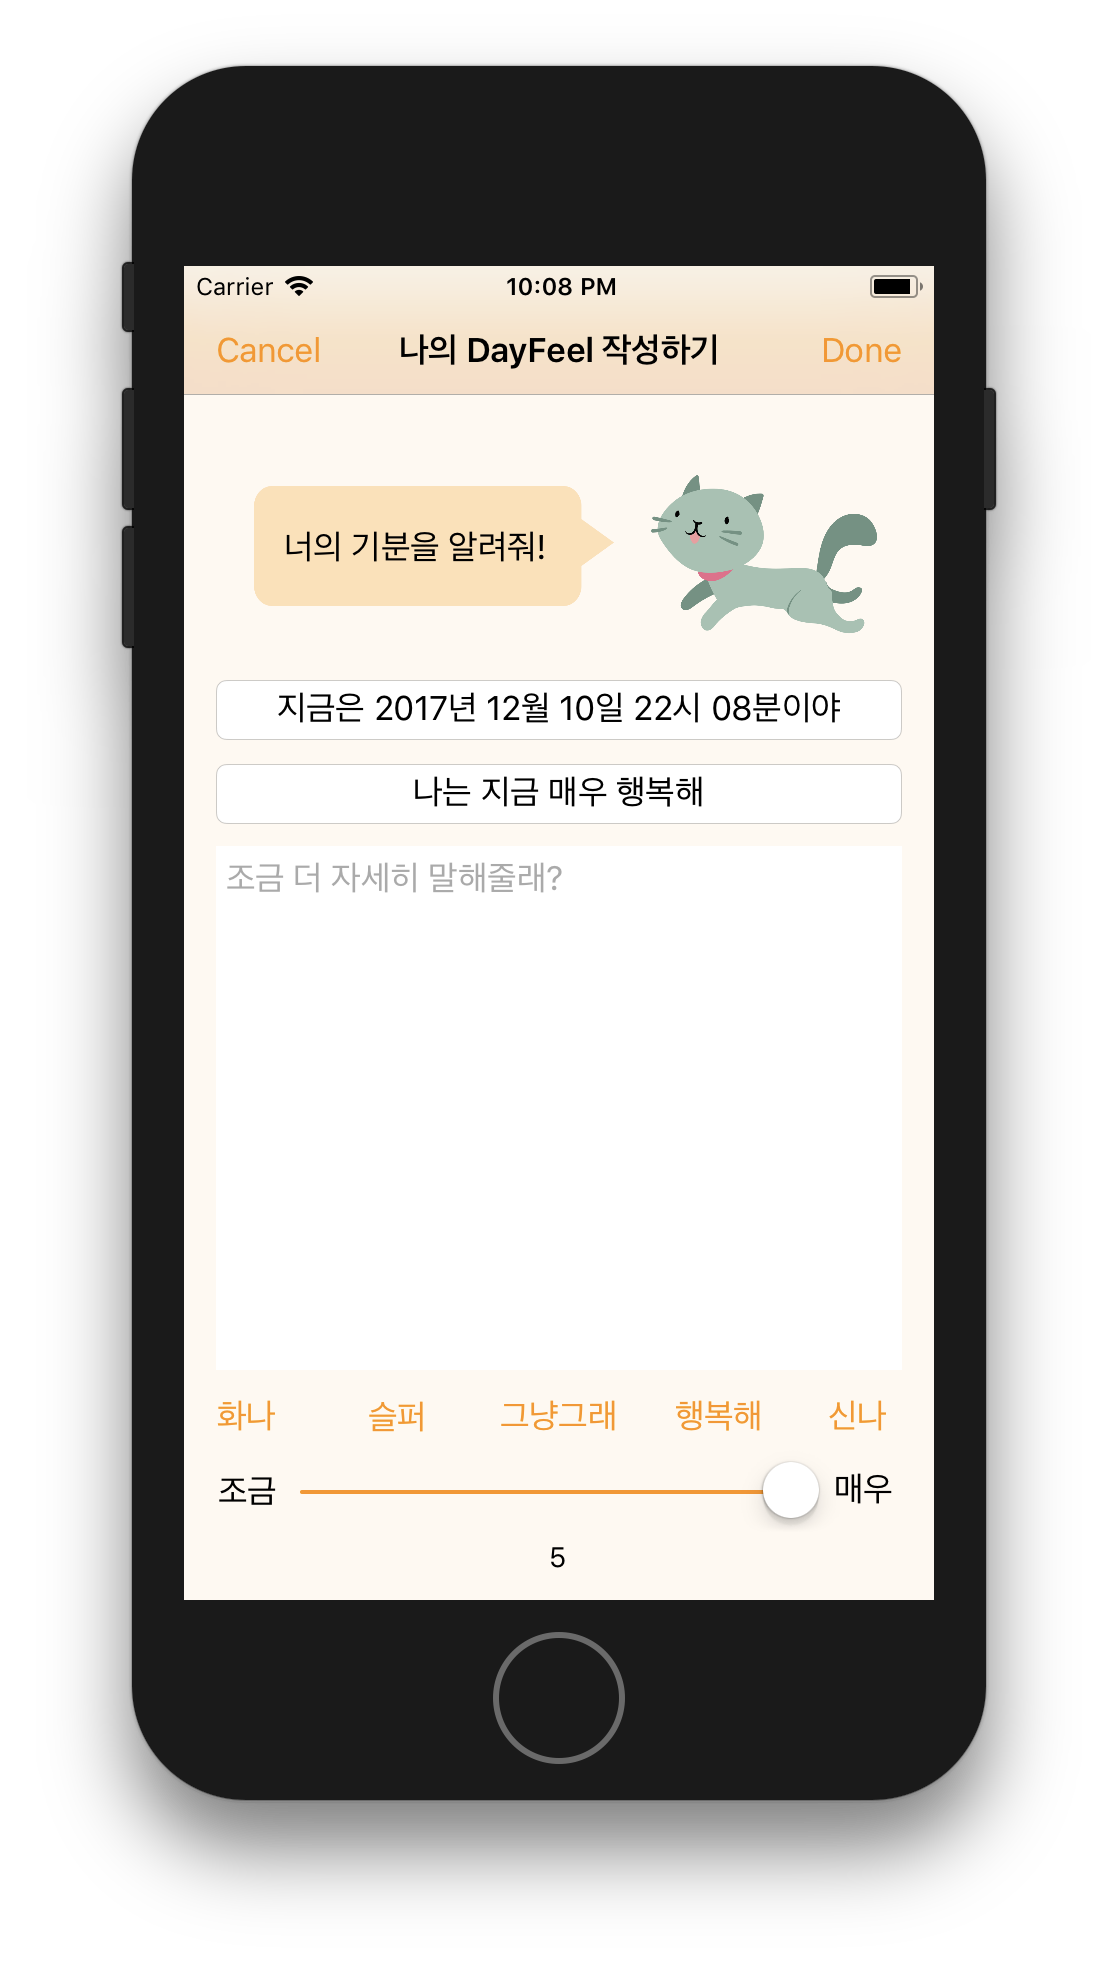 Carrier 10:08 PM
Cancel 나의 DayFeel 작성하기 Done
너의 기분을 알려줘!
지금은 2017년 12월 10일 22시 08분이야
나는 지금 매우 행복해
조금 더 자세히 말해줄래?
화나 슬퍼 그냥그래 행복해 신나
조금 매우
5